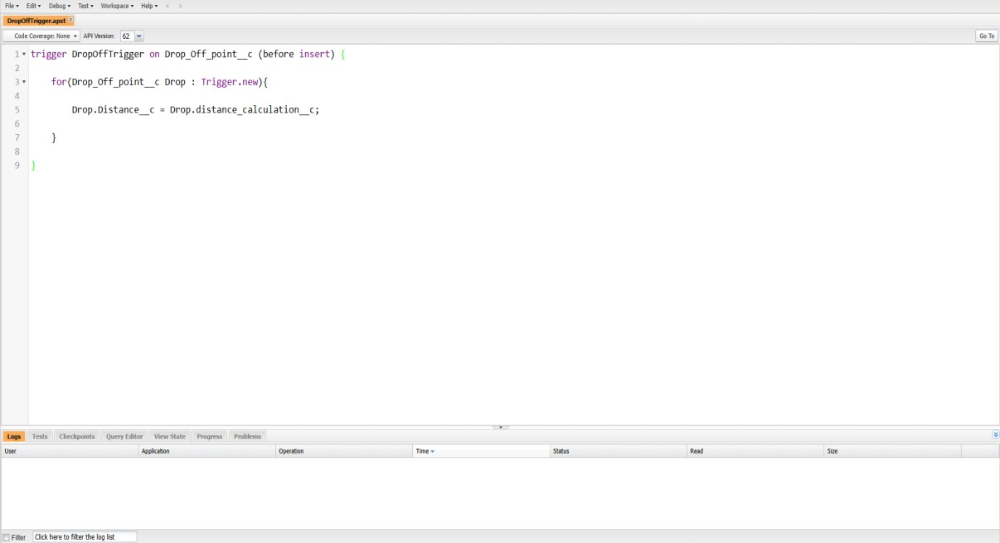 File Edit Debug Test Workspace Help < >
DropOffTrigger.apxt
Code Coverage: None API Version: 62 Go To
1 trigger DropOffTrigger on Drop_Off_point__c (before insert) {
2
3 for(Drop_Off_point__c Drop : Trigger.new){
4
5 Drop.Distance__c = Drop.distance_calculation__c;
6
7 }
8
9 }
Logs Tests Checkpoints Query Editor View State Progress Problems
User Application Operation Time Status Read Size
Filter Click here to filter the log list